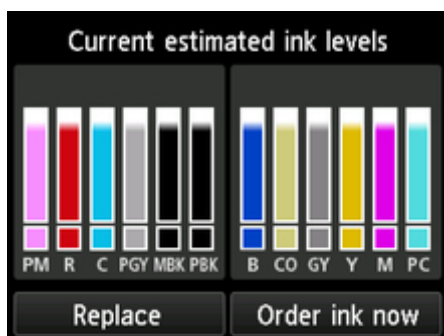 Current estimated ink levels
PM R C PGY MBK PBK B CO GY Y M PC
Replace Order ink now